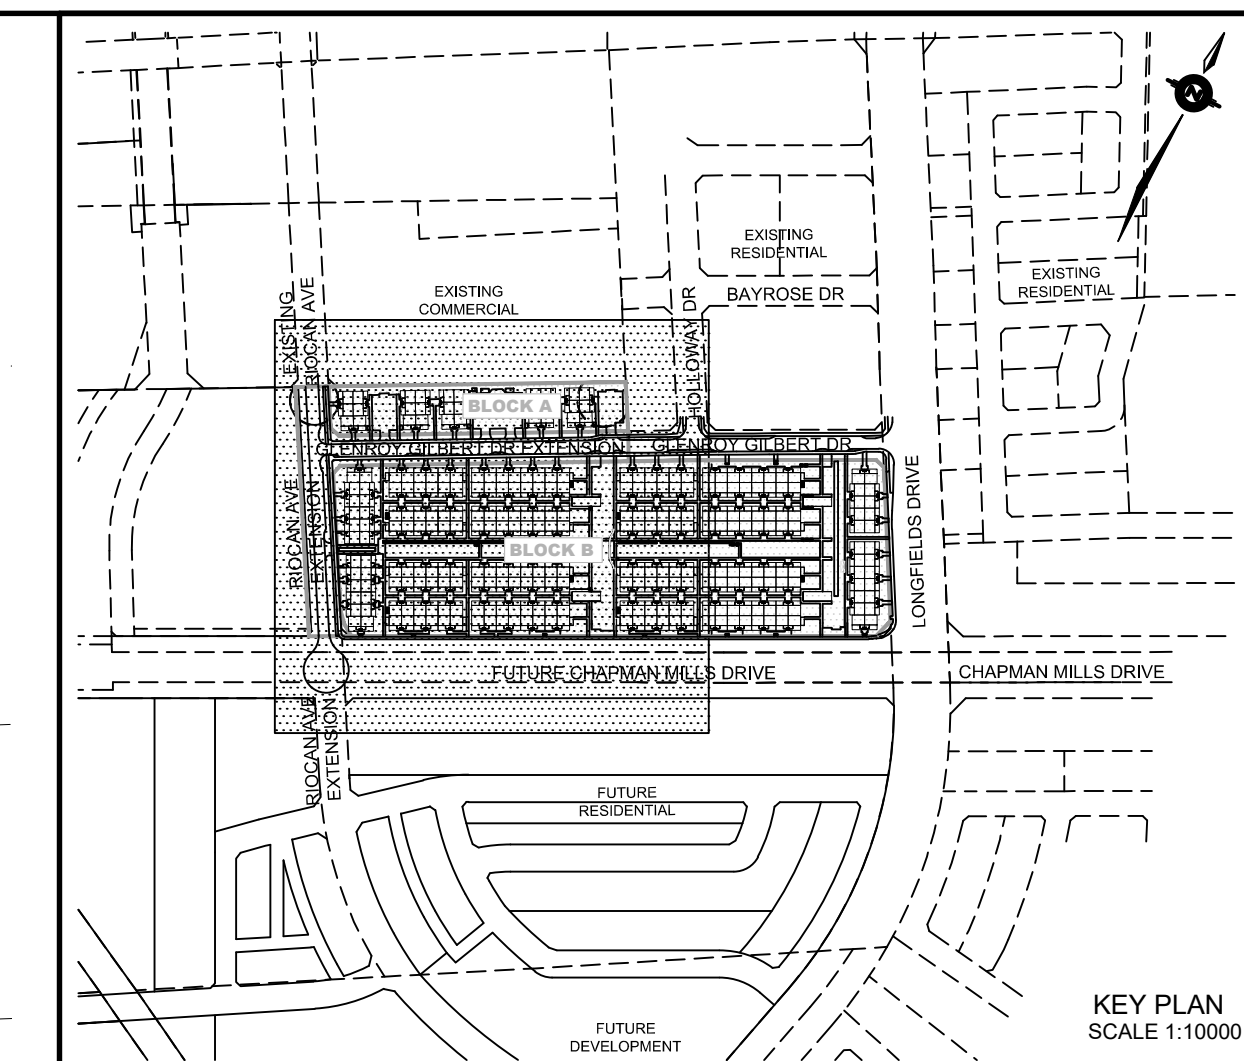 N
EXISTING
RESIDENTIAL
EXISTING
RESIDENTIAL
EXISTING
COMMERCIAL
BAYROSE DR
EXISTING
RIOCAN AVE
HOLLOWAY DR
BLOCK A
GLENROY GILBERT DR EXTENSION
GLENROY GILBERT DR
RIOCAN AVE
EXTENSION
BLOCK B
LONGFIELDS DRIVE
FUTURE CHAPMAN MILLS DRIVE
CHAPMAN MILLS DRIVE
RIOCAN AVE
EXTENSION
FUTURE
RESIDENTIAL
FUTURE
DEVELOPMENT
KEY PLAN
SCALE 1:10000